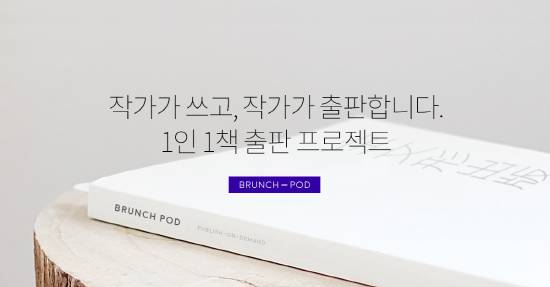 작가가 쓰고, 작가가 출판합니다.
1인 1책 출판 프로젝트
BRUNCH — POD
BRUNCH POD
PUBLISH-ON-DEMAND